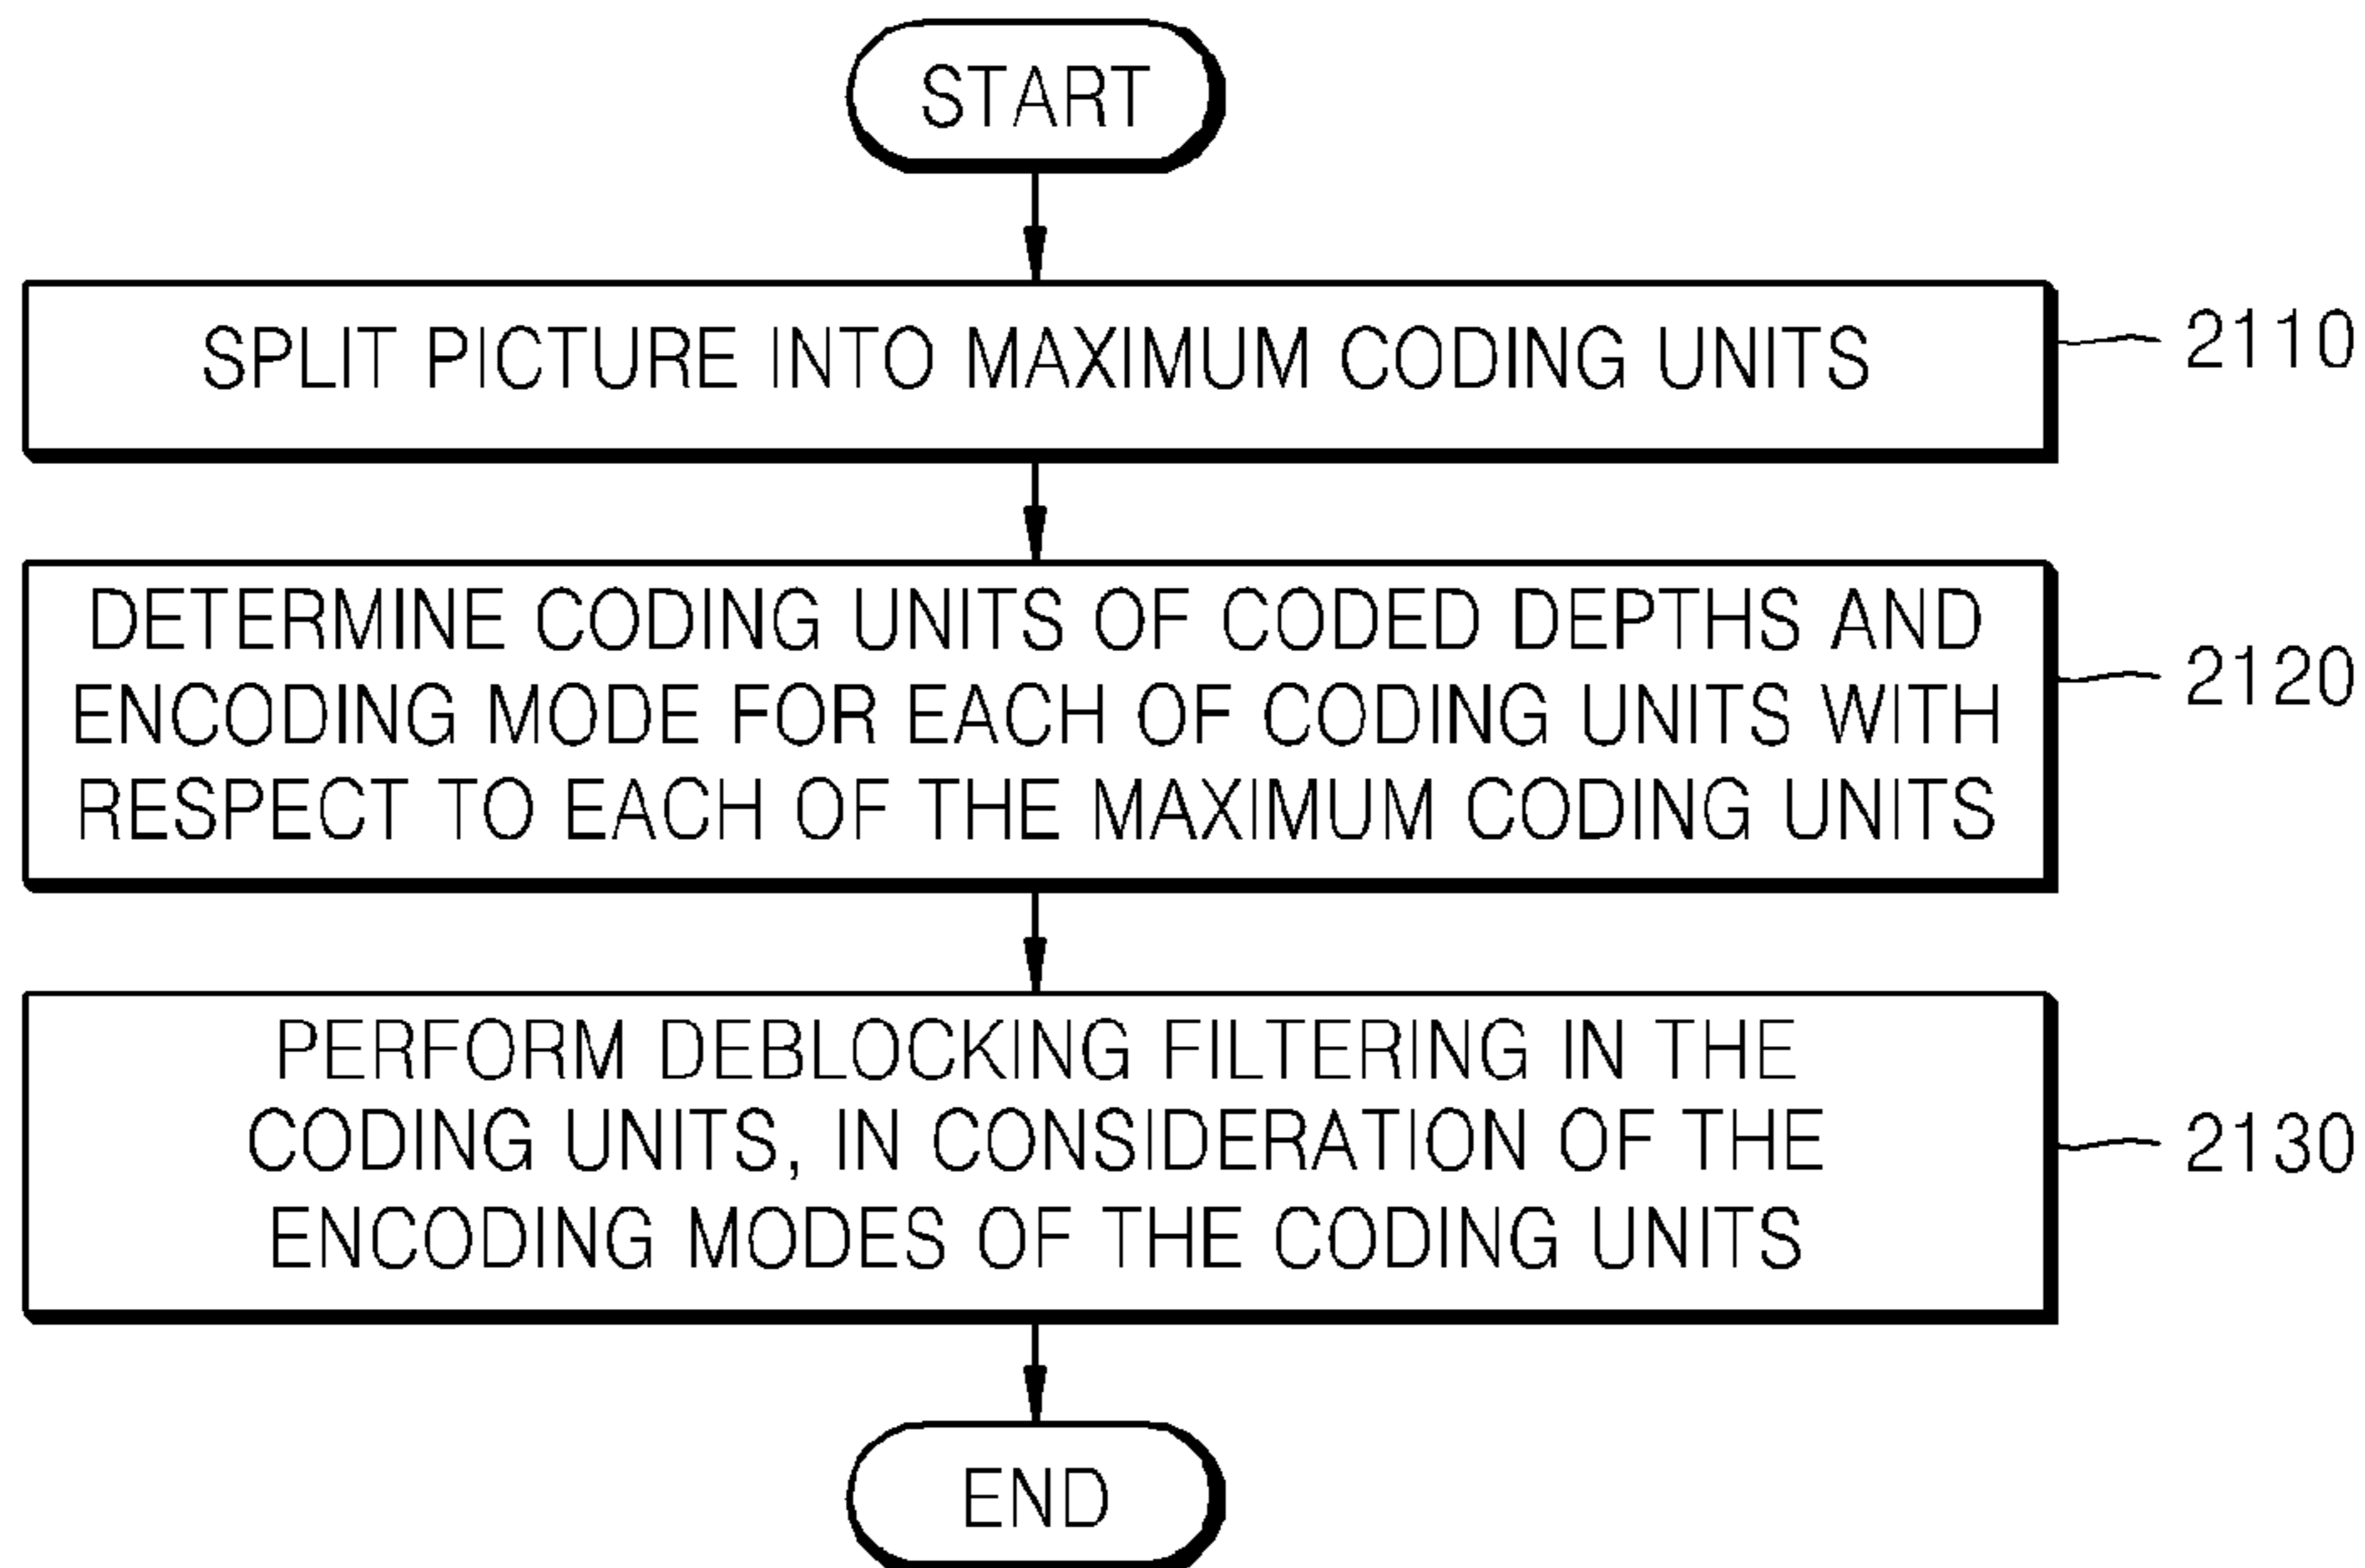 START
SPLIT PICTURE INTO MAXIMUM CODING UNITS
2110
DETERMINE CODING UNITS OF CODED DEPTHS AND
ENCODING MODE FOR EACH OF CODING UNITS WITH
RESPECT TO EACH OF THE MAXIMUM CODING UNITS
2120
PERFORM DEBLOCKING FILTERING IN THE
CODING UNITS, IN CONSIDERATION OF THE
ENCODING MODES OF THE CODING UNITS
2130
END